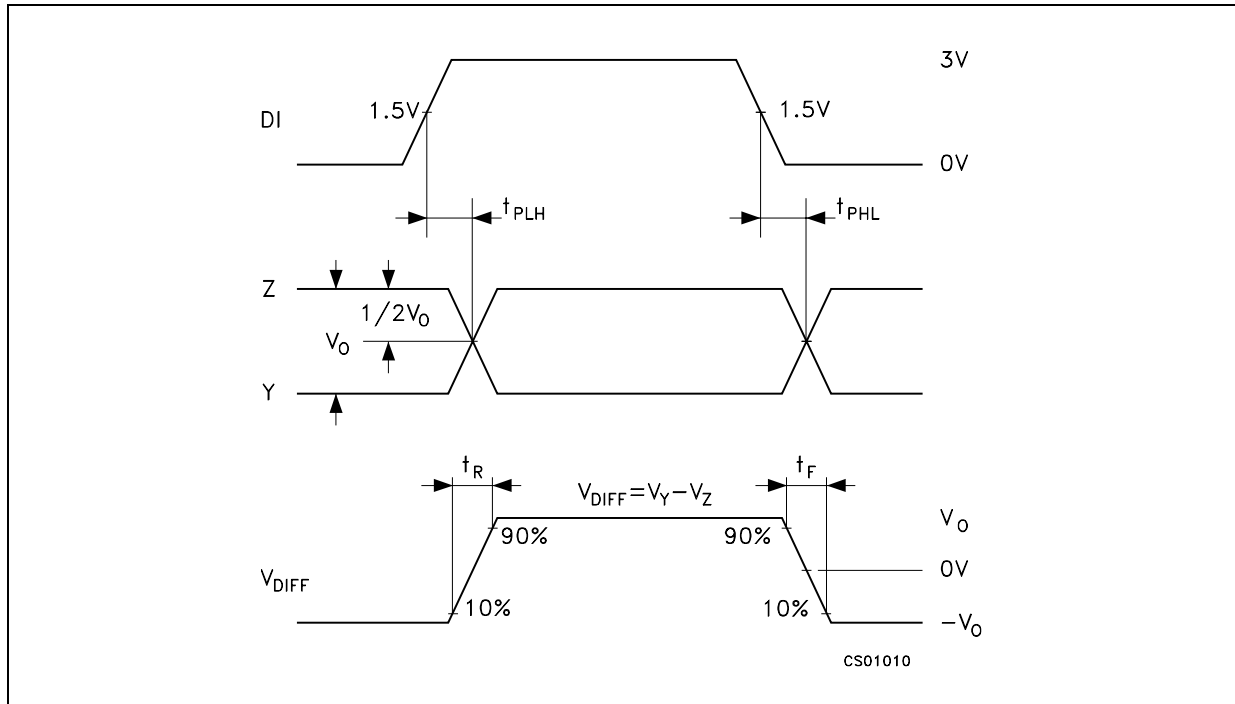 3V
1.5V
DI
1.5V
0V
tPLH
tPHL
Z
1/2VO
VO
Y
tR
VDIFF=VY-VZ
tF
VO
90%
90%
0V
VDIFF
10%
10%
-VO
CS01010